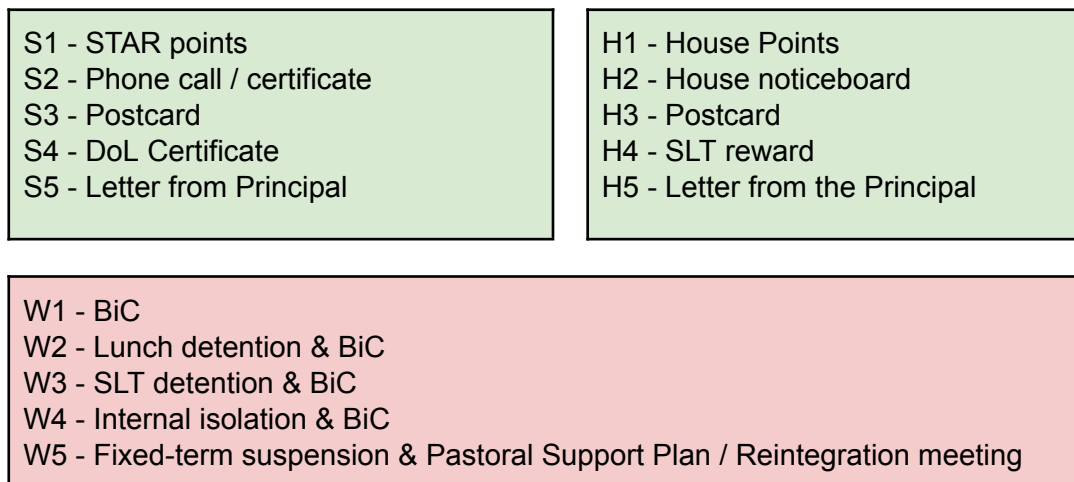 S1 - STAR points
S2 - Phone call / certificate
S3 - Postcard
S4 - DoL Certificate
S5 - Letter from Principal
H1 - House Points
H2 - House noticeboard
H3 - Postcard
H4 - SLT reward
H5 - Letter from the Principal
W1 - BiC
W2 - Lunch detention & BiC
W3 - SLT detention & BiC
W4 - Internal isolation & BiC
W5 - Fixed-term suspension & Pastoral Support Plan / Reintegration meeting